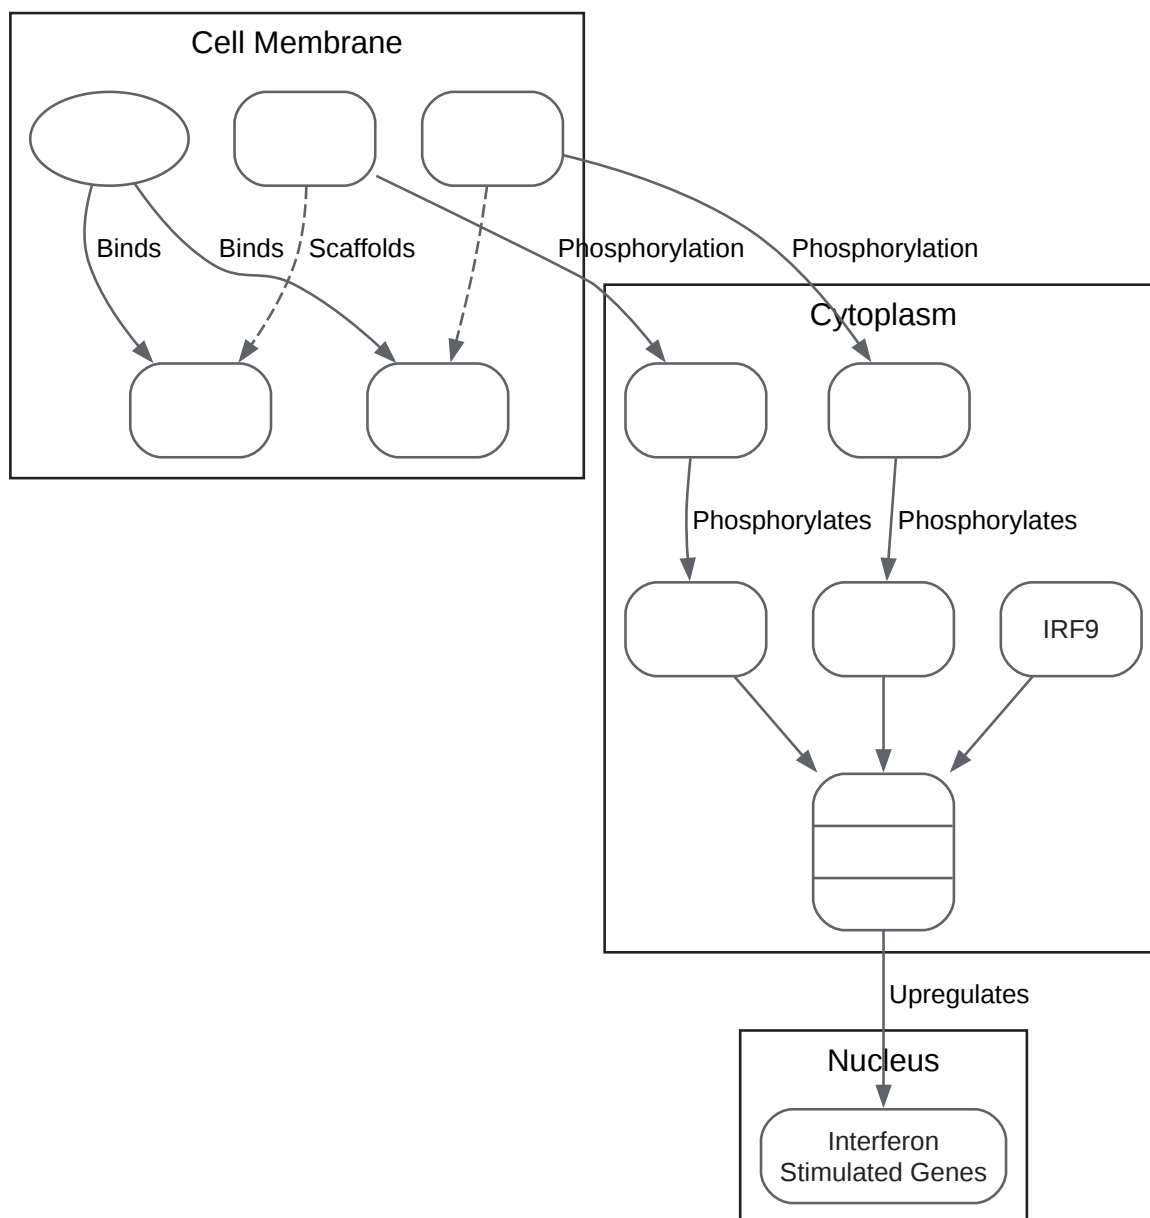 Cell Membrane
Binds
Binds
Scaffolds
Phosphorylation
Phosphorylation
Cytoplasm
Phosphorylates
Phosphorylates
IRF9
Upregulates
Nucleus
Interferon
Stimulated Genes